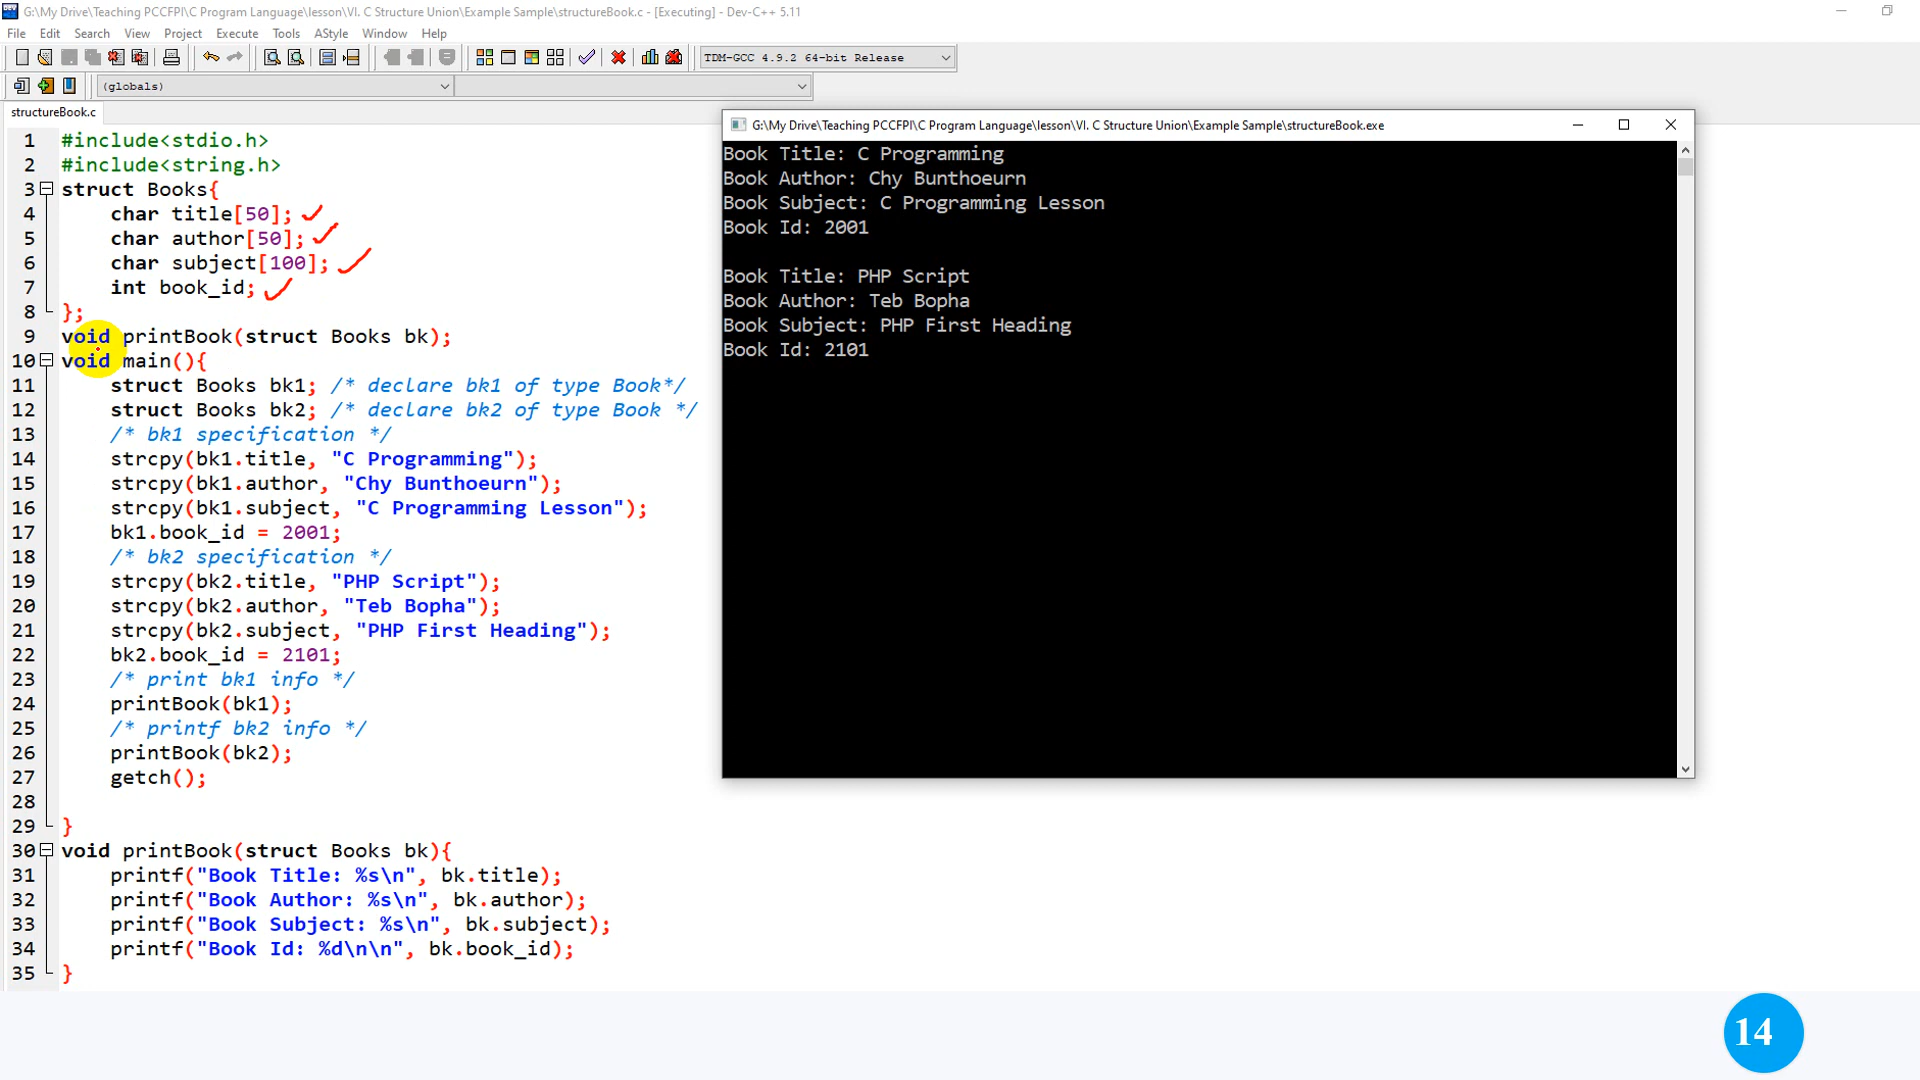 G:\My Drive\Teaching PCCFPI\C Program Language\lesson\VI. C Structure Union\Example Sample\structureBook.c - [Executing] - Dev-C++ 5.11
File Edit Search View Project Execute Tools AStyle Window Help
TDM-GCC 4.9.2 64-bit Release
(globals)
structureBook.c
1 #include<stdio.h>
2 #include<string.h>
3 struct Books{
4 char title[50];
5 char author[50];
6 char subject[100];
7 int book_id;
8 };
9 void printBook(struct Books bk);
10 void main(){
11 struct Books bk1; /* declare bk1 of type Book*/
12 struct Books bk2; /* declare bk2 of type Book */
13 /* bk1 specification */
14 strcpy(bk1.title, "C Programming");
15 strcpy(bk1.author, "Chy Bunthoeurn");
16 strcpy(bk1.subject, "C Programming Lesson");
17 bk1.book_id = 2001;
18 /* bk2 specification */
19 strcpy(bk2.title, "PHP Script");
20 strcpy(bk2.author, "Teb Bopha");
21 strcpy(bk2.subject, "PHP First Heading");
22 bk2.book_id = 2101;
23 /* print bk1 info */
24 printBook(bk1);
25 /* printf bk2 info */
26 printBook(bk2);
27 getch();
28
29 }
30 void printBook(struct Books bk){
31 printf("Book Title: %s\n", bk.title);
32 printf("Book Author: %s\n", bk.author);
33 printf("Book Subject: %s\n", bk.subject);
34 printf("Book Id: %d\n\n", bk.book_id);
35 }
G:\My Drive\Teaching PCCFPI\C Program Language\lesson\VI. C Structure Union\Example Sample\structureBook.exe
Book Title: C Programming
Book Author: Chy Bunthoeurn
Book Subject: C Programming Lesson
Book Id: 2001
Book Title: PHP Script
Book Author: Teb Bopha
Book Subject: PHP First Heading
Book Id: 2101
14